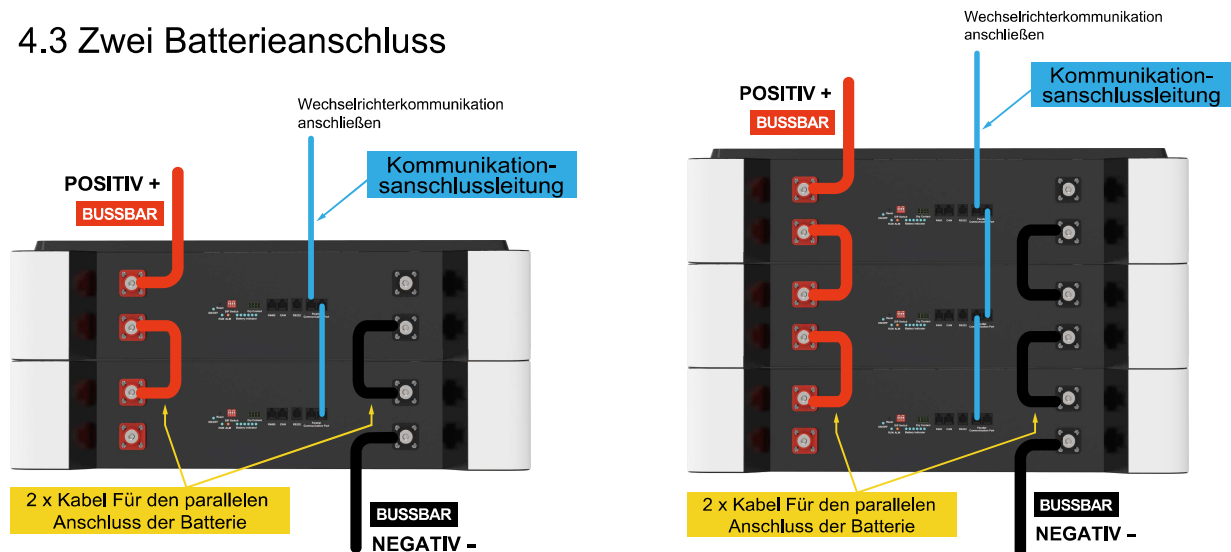 4.3 Zwei Batterieanschluss
Wechselrichterkommunikation
anschließen
Kommunikation-
sanschlussleitung
POSITIV +
BUSSBAR
2 x Kabel Für den parallelen
Anschluss der Batterie
BUSSBAR
NEGATIV –
Wechselrichterkommunikation
anschließen
Kommunikation-
sanschlussleitung
POSITIV +
BUSSBAR
2 x Kabel Für den parallelen
Anschluss der Batterie
BUSSBAR
NEGATIV –